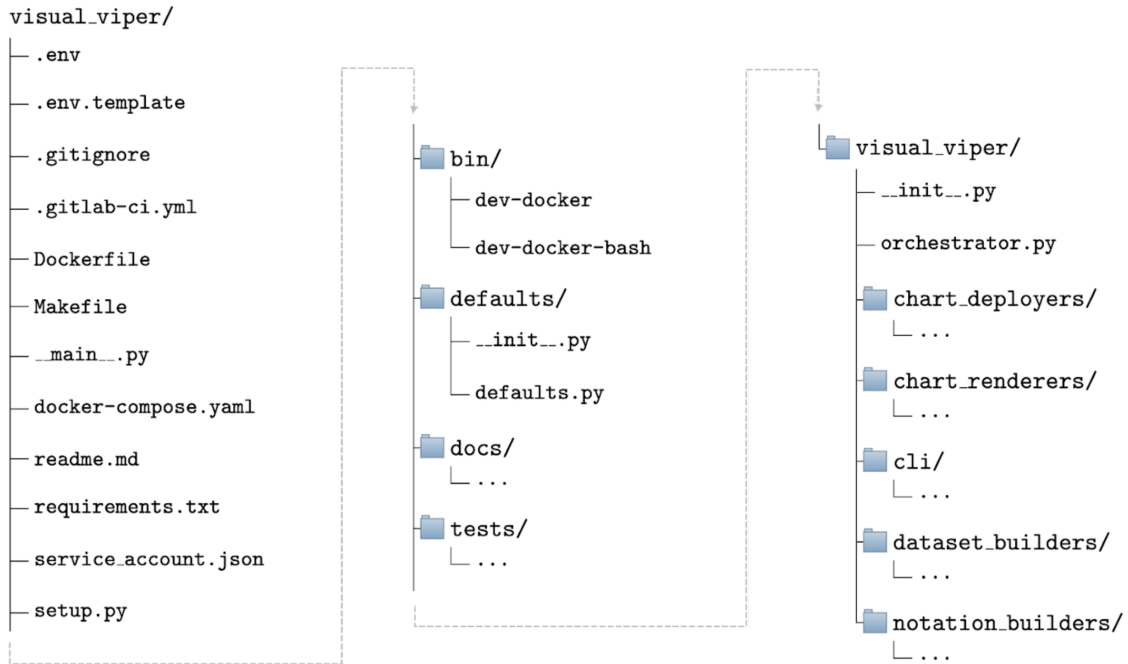 visual_viper/
.env
.env.template
.gitignore
.gitlab-ci.yml
Dockerfile
Makefile
__main__.py
docker-compose.yaml
readme.md
requirements.txt
service_account.json
setup.py
bin/
dev-docker
dev-docker-bash
defaults/
__init__.py
defaults.py
docs/
...
tests/
...
visual_viper/
__init__.py
orchestrator.py
chart_deployers/
...
chart_renderers/
...
cli/
...
dataset_builders/
...
notation_builders/
...